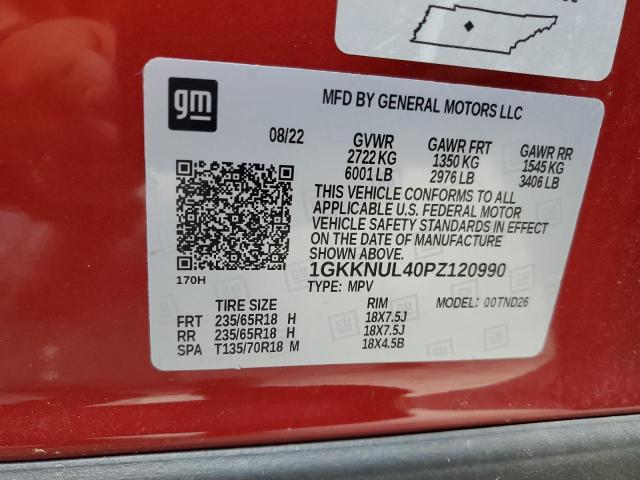 gm
MFD BY GENERAL MOTORS LLC
08/22 GVWR GAWR FRT GAWR RR
2722 KG 1350 KG 1545 KG
6001 LB 2976 LB 3406 LB
THIS VEHICLE CONFORMS TO ALL
APPLICABLE U.S. FEDERAL MOTOR
VEHICLE SAFETY STANDARDS IN EFFECT
ON THE DATE OF MANUFACTURE
SHOWN ABOVE.
170H
1GKKNUL40PZ120990
TYPE: MPV
TIRE SIZE RIM MODEL: 00TND26
FRT 235/65R18 H 18X7.5J
RR 235/65R18 H 18X7.5J
SPA T135/70R18 M 18X4.5B